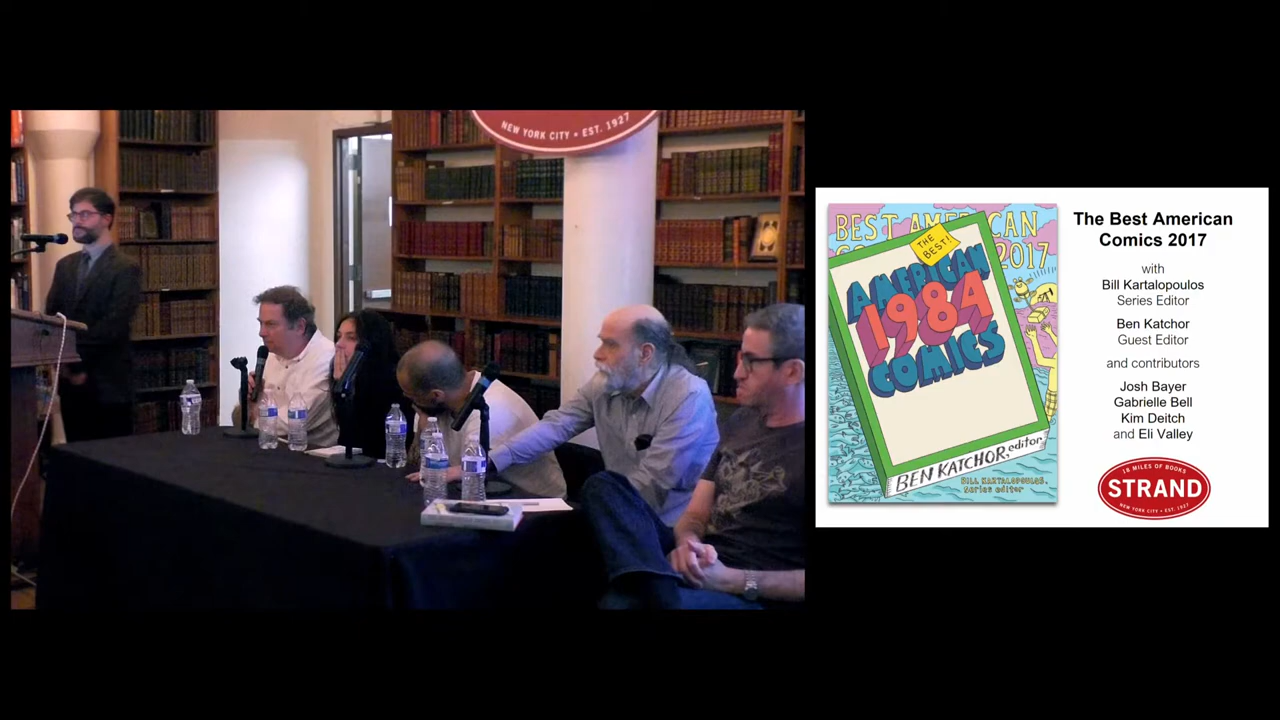 NEW YORK CITY • EST. 1927
BEST AMERICAN
2017
THE
BEST!
AMERICAN
1984
COMICS
BEN KATCHOR, editor
BILL KARTALOPOULOS,
series editor
The Best American
Comics 2017
with
Bill Kartalopoulos
Series Editor
Ben Katchor
Guest Editor
and contributors
Josh Bayer
Gabrielle Bell
Kim Deitch
and Eli Valley
18 MILES OF BOOKS
STRAND
NEW YORK CITY • EST. 1927